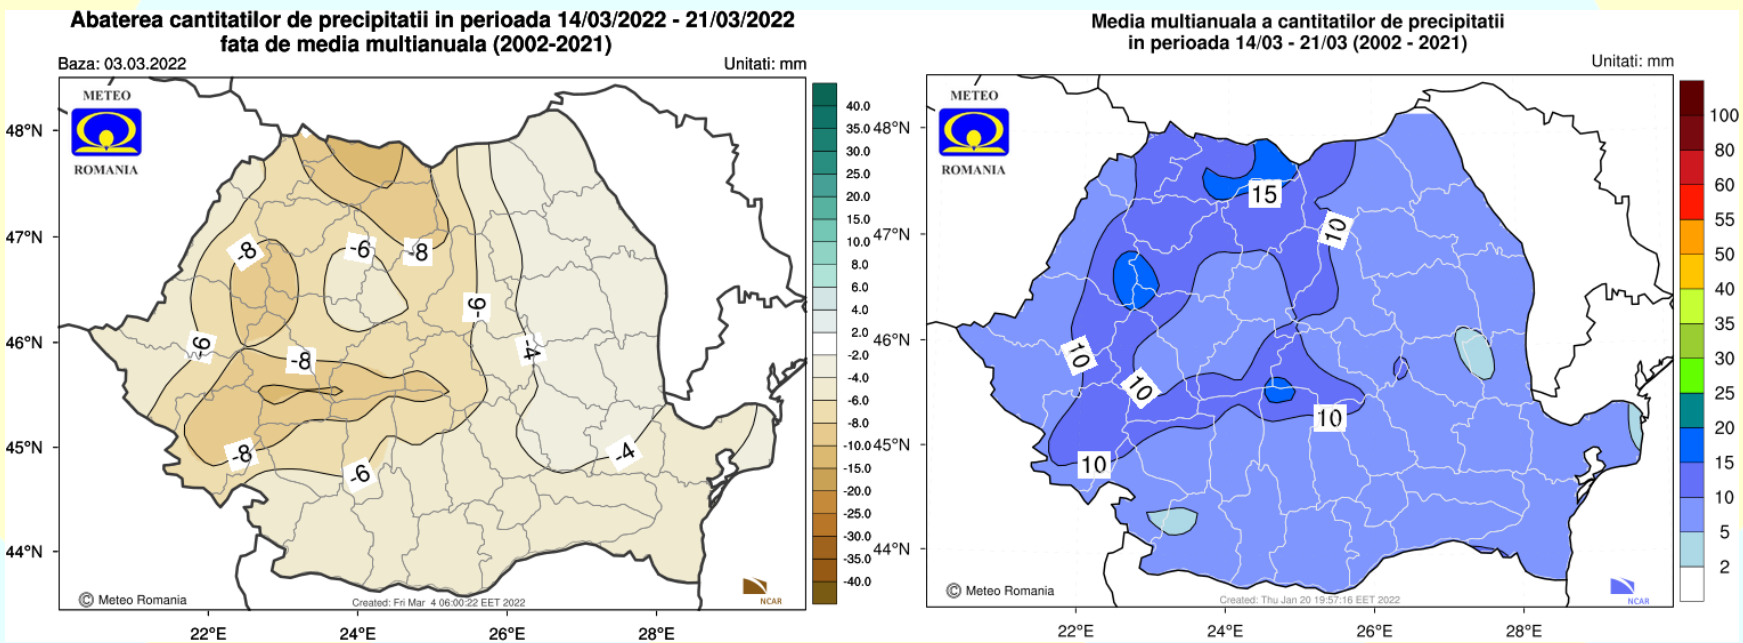 Abaterea cantitatilor de precipitatii in perioada 14/03/2022 - 21/03/2022
fata de media multianuala (2002-2021)
Baza: 03.03.2022
Unitati: mm
METEO
ROMANIA
48°N
47°N
46°N
45°N
44°N
22°E
24°E
26°E
28°E
-8
-6
-8
-6
-6
-8
-4
-8
-6
-4
40.0
35.0
30.0
25.0
20.0
15.0
10.0
8.0
6.0
4.0
2.0
-2.0
-4.0
-6.0
-8.0
-10.0
-15.0
-20.0
-25.0
-30.0
-35.0
-40.0
© Meteo Romania
Created: Fri Mar 4 06:00:22 EET 2022
NCAR
Media multianuala a cantitatilor de precipitatii
in perioada 14/03 - 21/03 (2002 - 2021)
Unitati: mm
METEO
ROMANIA
48°N
47°N
46°N
45°N
44°N
22°E
24°E
26°E
28°E
15
10
10
10
10
10
100
80
60
55
50
40
35
30
25
20
15
10
5
2
© Meteo Romania
Created: Thu Jan 20 19:57:16 EET 2022
NCAR